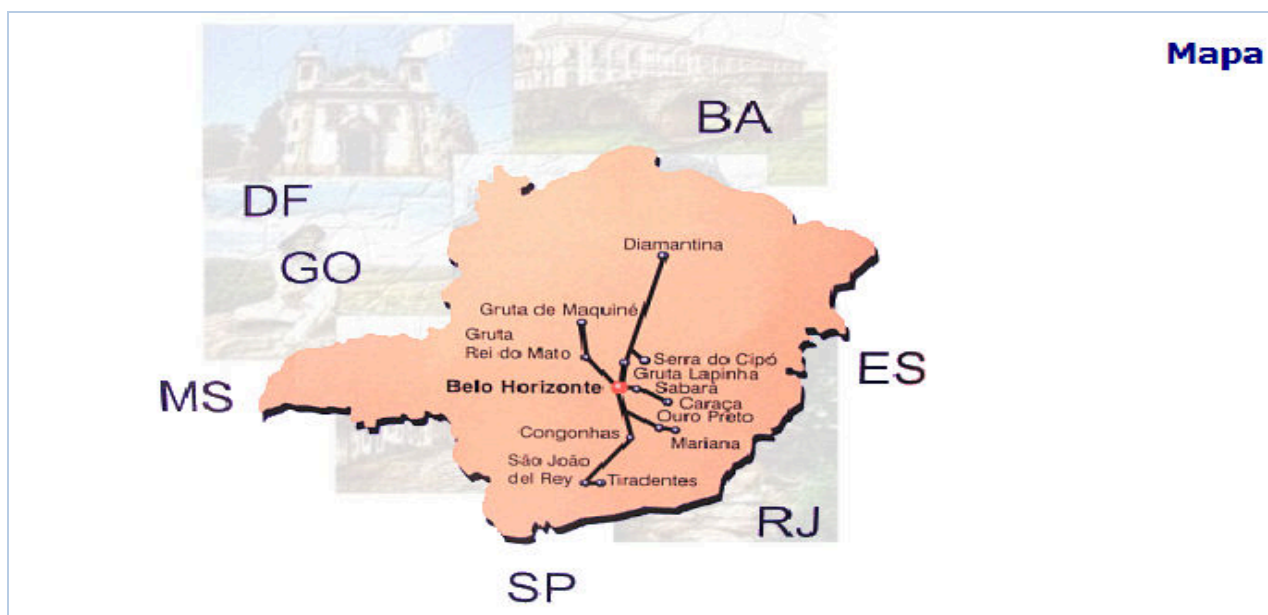 Mapa
BA
DF
GO
Diamantina
Gruta de Maquiné
Gruta
Rei do Mato
Serra do Cipó
Gruta Lapinha
Belo Horizonte
Sabará
Caraça
MS
ES
Ouro Preto
Congonhas
Mariana
São João
del Rey
Tiradentes
RJ
SP